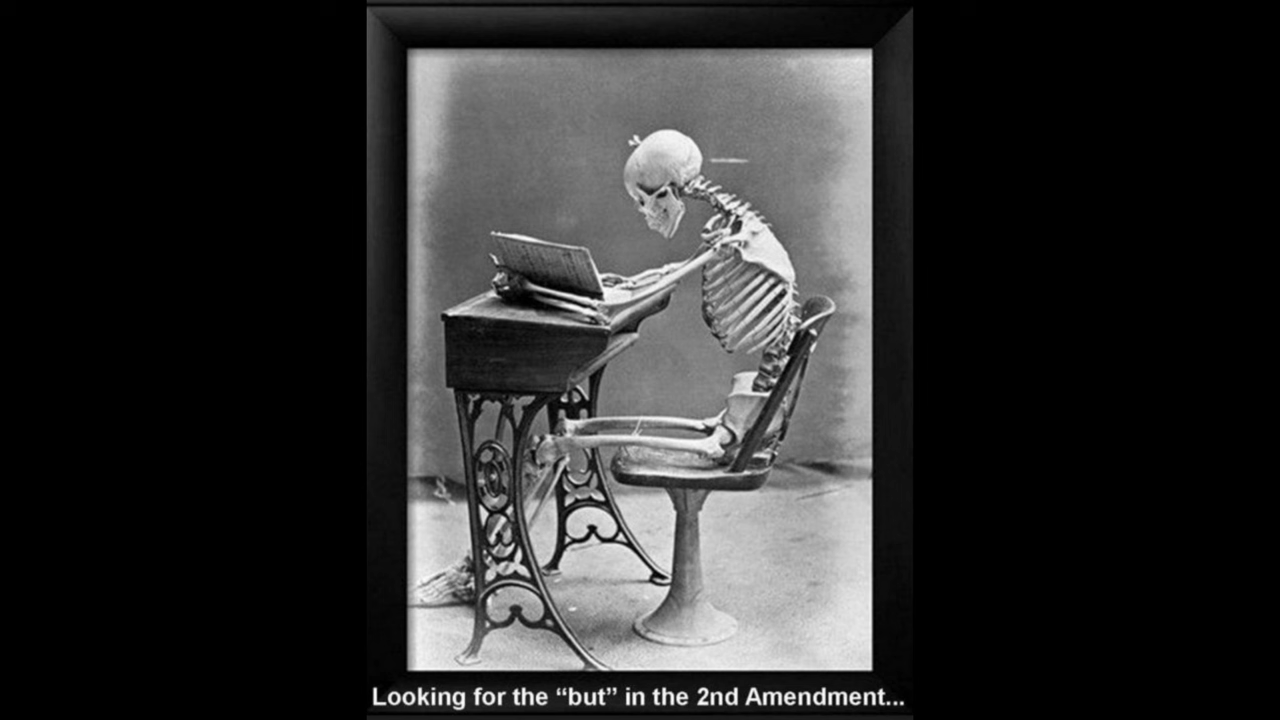 Looking for the “but” in the 2nd Amendment...